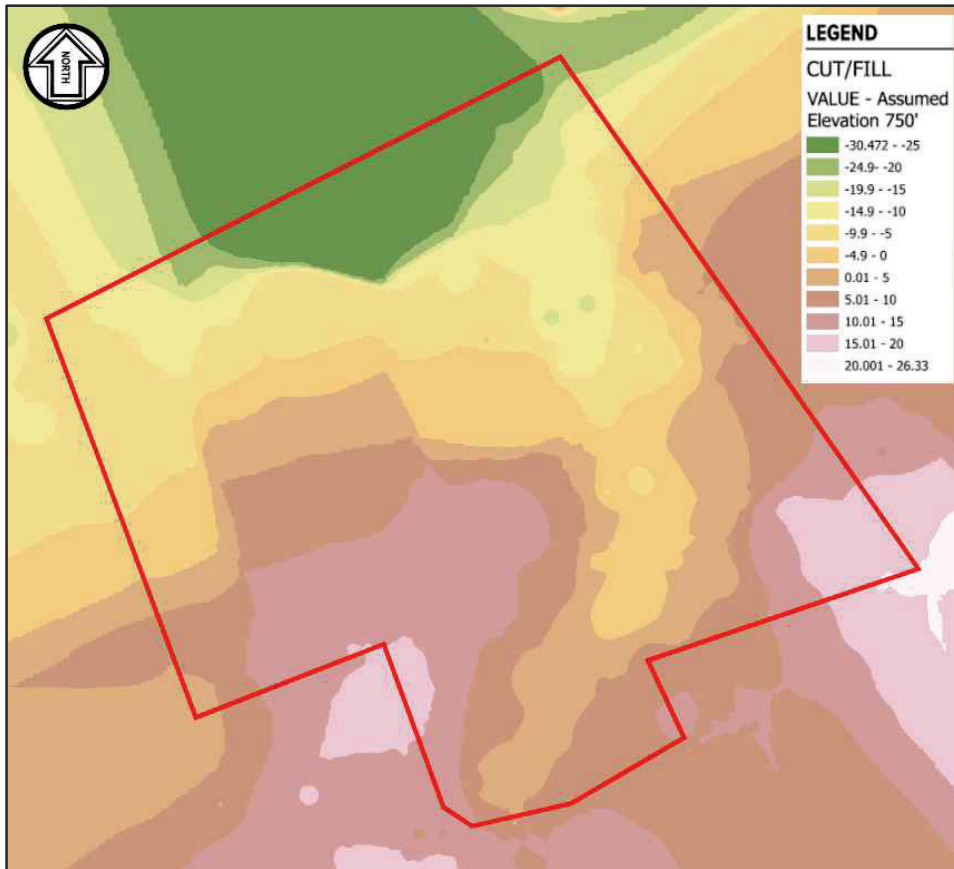 NORTH
LEGEND
CUT/FILL
VALUE - Assumed
Elevation 750'
-30.472 - -25
-24.9- -20
-19.9 - -15
-14.9 - -10
-9.9 - -5
-4.9 - 0
0.01 - 5
5.01 - 10
10.01 - 15
15.01 - 20
20.001 - 26.33